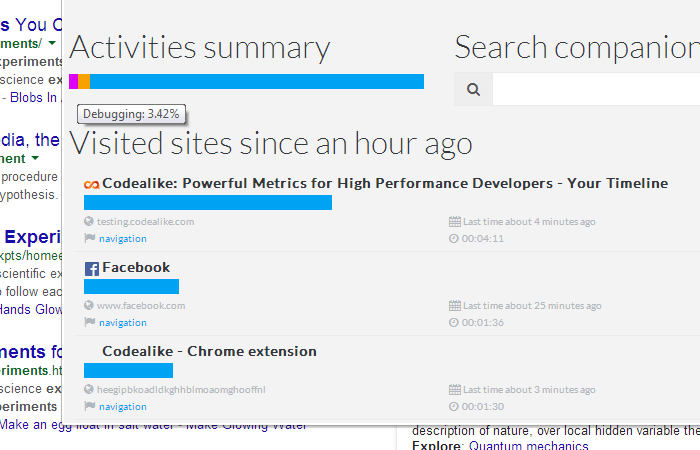 s You C
Activities summary
Search companion
ments/
xperiments
science ex
- Blobs In
Debugging: 3.42%
dia, the
Visited sites since an hour ago
ment
procedure
ypothesis.
Codealike: Powerful Metrics for High Performance Developers - Your Timeline
testing.codealike.com
Last time about 4 minutes ago
navigation
00:04:11
Experi
xpts/homee
scientific ex
o follow eac
Hands Glow
Facebook
www.facebook.com
Last time about 25 minutes ago
navigation
00:01:36
ments fo
eriments.ht
science ex
periments
Codealike - Chrome extension
heegipbkoadldkghhblmoaomghooffnl
Last time about 3 minutes ago
navigation
00:01:30
Make an egg float in salt water - Make Glowing Water
description of nature, over local hidden variable the
Explore: Quantum mechanics